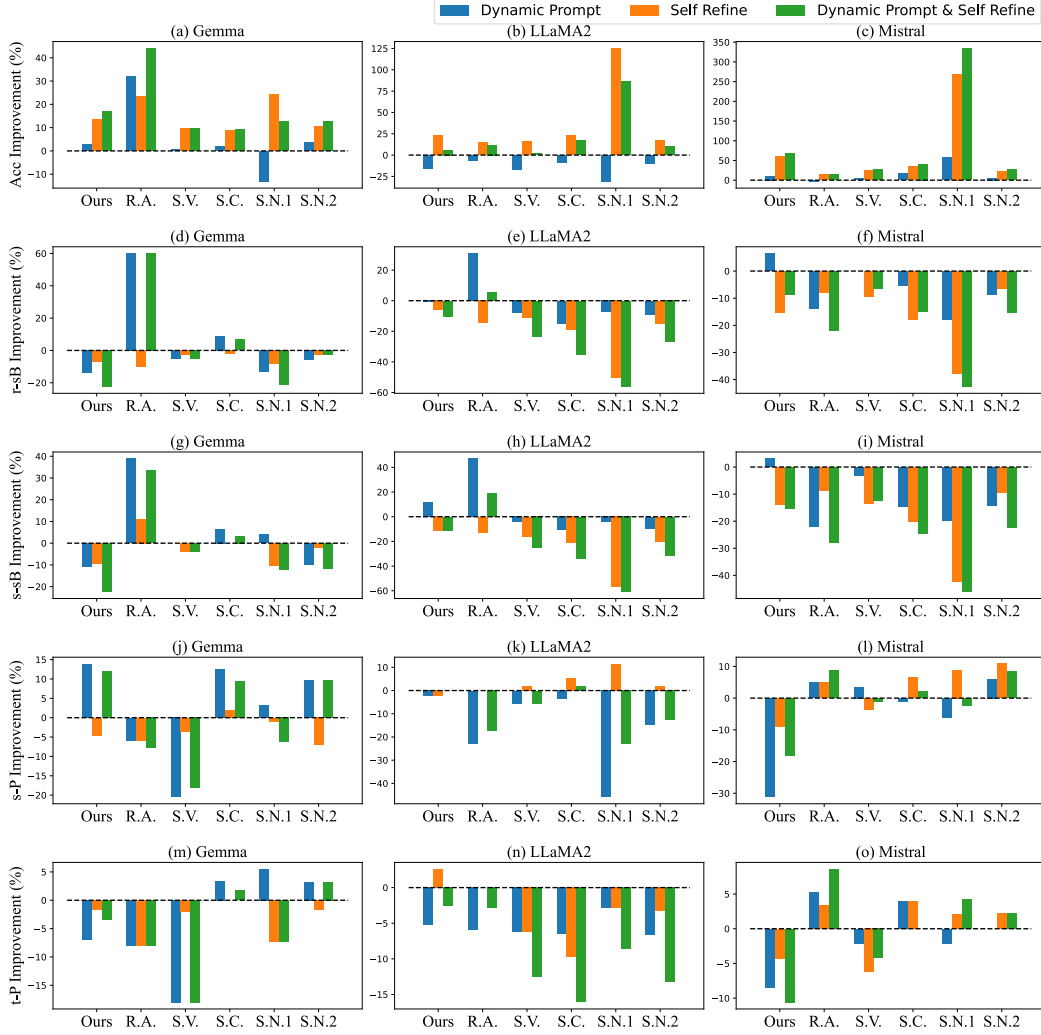 Dynamic Prompt Self Refine Dynamic Prompt & Self Refine
(a) Gemma (b) LLaMA2 (c) Mistral
Acc Improvement (%)
40 30 20 10 0 −10
125 100 75 50 25 0 −25
350 300 250 200 150 100 50 0
Ours R.A. S.V. S.C. S.N.1 S.N.2 Ours R.A. S.V. S.C. S.N.1 S.N.2 Ours R.A. S.V. S.C. S.N.1 S.N.2
(d) Gemma (e) LLaMA2 (f) Mistral
r-sB Improvement (%)
60 40 20 0 −20
20 0 −20 −40 −60
0 −10 −20 −30 −40
Ours R.A. S.V. S.C. S.N.1 S.N.2 Ours R.A. S.V. S.C. S.N.1 S.N.2 Ours R.A. S.V. S.C. S.N.1 S.N.2
(g) Gemma (h) LLaMA2 (i) Mistral
s-sB Improvement (%)
40 30 20 10 0 −10 −20
40 20 0 −20 −40 −60
0 −10 −20 −30 −40
Ours R.A. S.V. S.C. S.N.1 S.N.2 Ours R.A. S.V. S.C. S.N.1 S.N.2 Ours R.A. S.V. S.C. S.N.1 S.N.2
(j) Gemma (k) LLaMA2 (l) Mistral
s-P Improvement (%)
15 10 5 0 −5 −10 −15 −20
10 0 −10 −20 −30 −40
10 0 −10 −20 −30
Ours R.A. S.V. S.C. S.N.1 S.N.2 Ours R.A. S.V. S.C. S.N.1 S.N.2 Ours R.A. S.V. S.C. S.N.1 S.N.2
(m) Gemma (n) LLaMA2 (o) Mistral
t-P Improvement (%)
5 0 −5 −10 −15
0 −5 −10 −15
5 0 −5 −10
Ours R.A. S.V. S.C. S.N.1 S.N.2 Ours R.A. S.V. S.C. S.N.1 S.N.2 Ours R.A. S.V. S.C. S.N.1 S.N.2